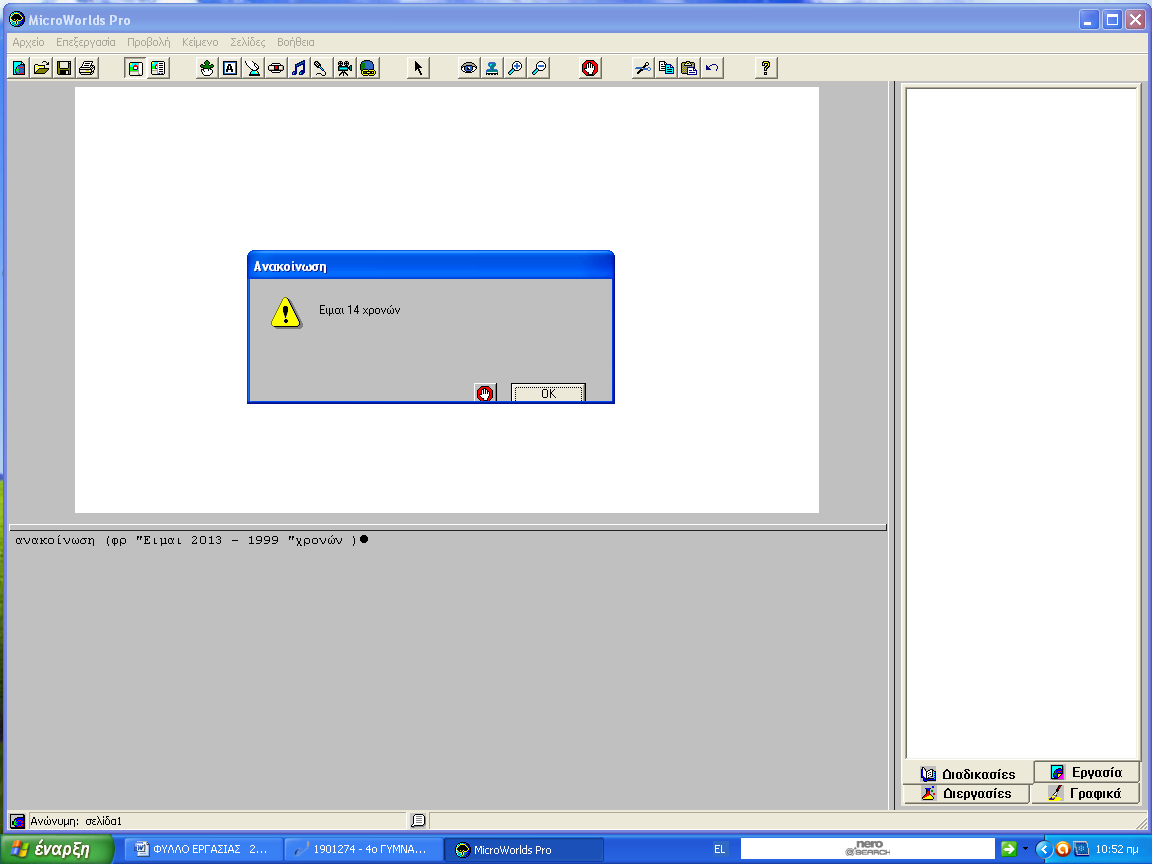 MicroWorlds Pro
Αρχείο Επεξεργασία Προβολή Κείμενο Σελίδες Βοήθεια
Ανακοίνωση
Ειμαι 14 χρονών
OK
ανακοίνωση (φρ "Ειμαι 2013 - 1999 "χρονών )
Διαδικασίες Εργασία
Διεργασίες Γραφικά
Ανώνυμη: σελίδα1
έναρξη ΦΥΛΛΟ ΕΡΓΑΣΙΑΣ 2... 1901274 - 4ο ΓΥΜΝΑ... MicroWorlds Pro EL nero SEARCH 10:52 πμ